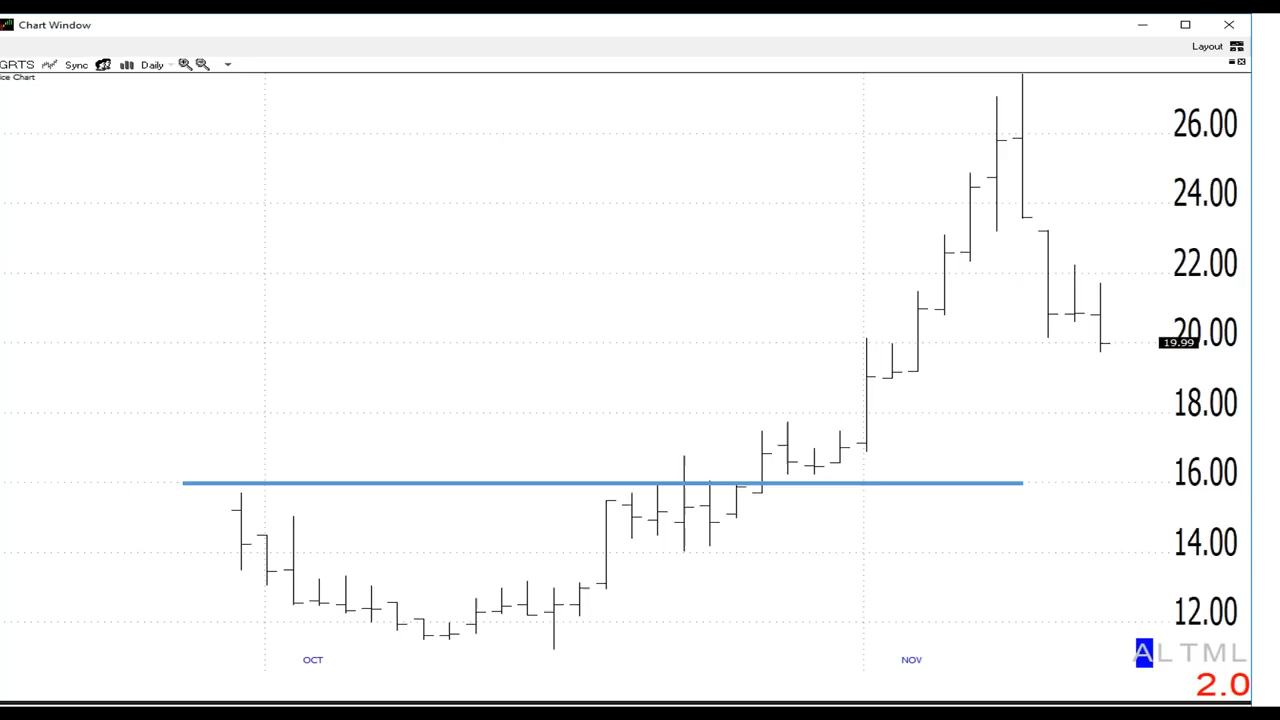 Chart Window
Layout
GRTS Sync Daily
ice Chart
26.00
24.00
22.00
20.00
19.99
18.00
16.00
14.00
12.00
OCT NOV
ALTML
2.0